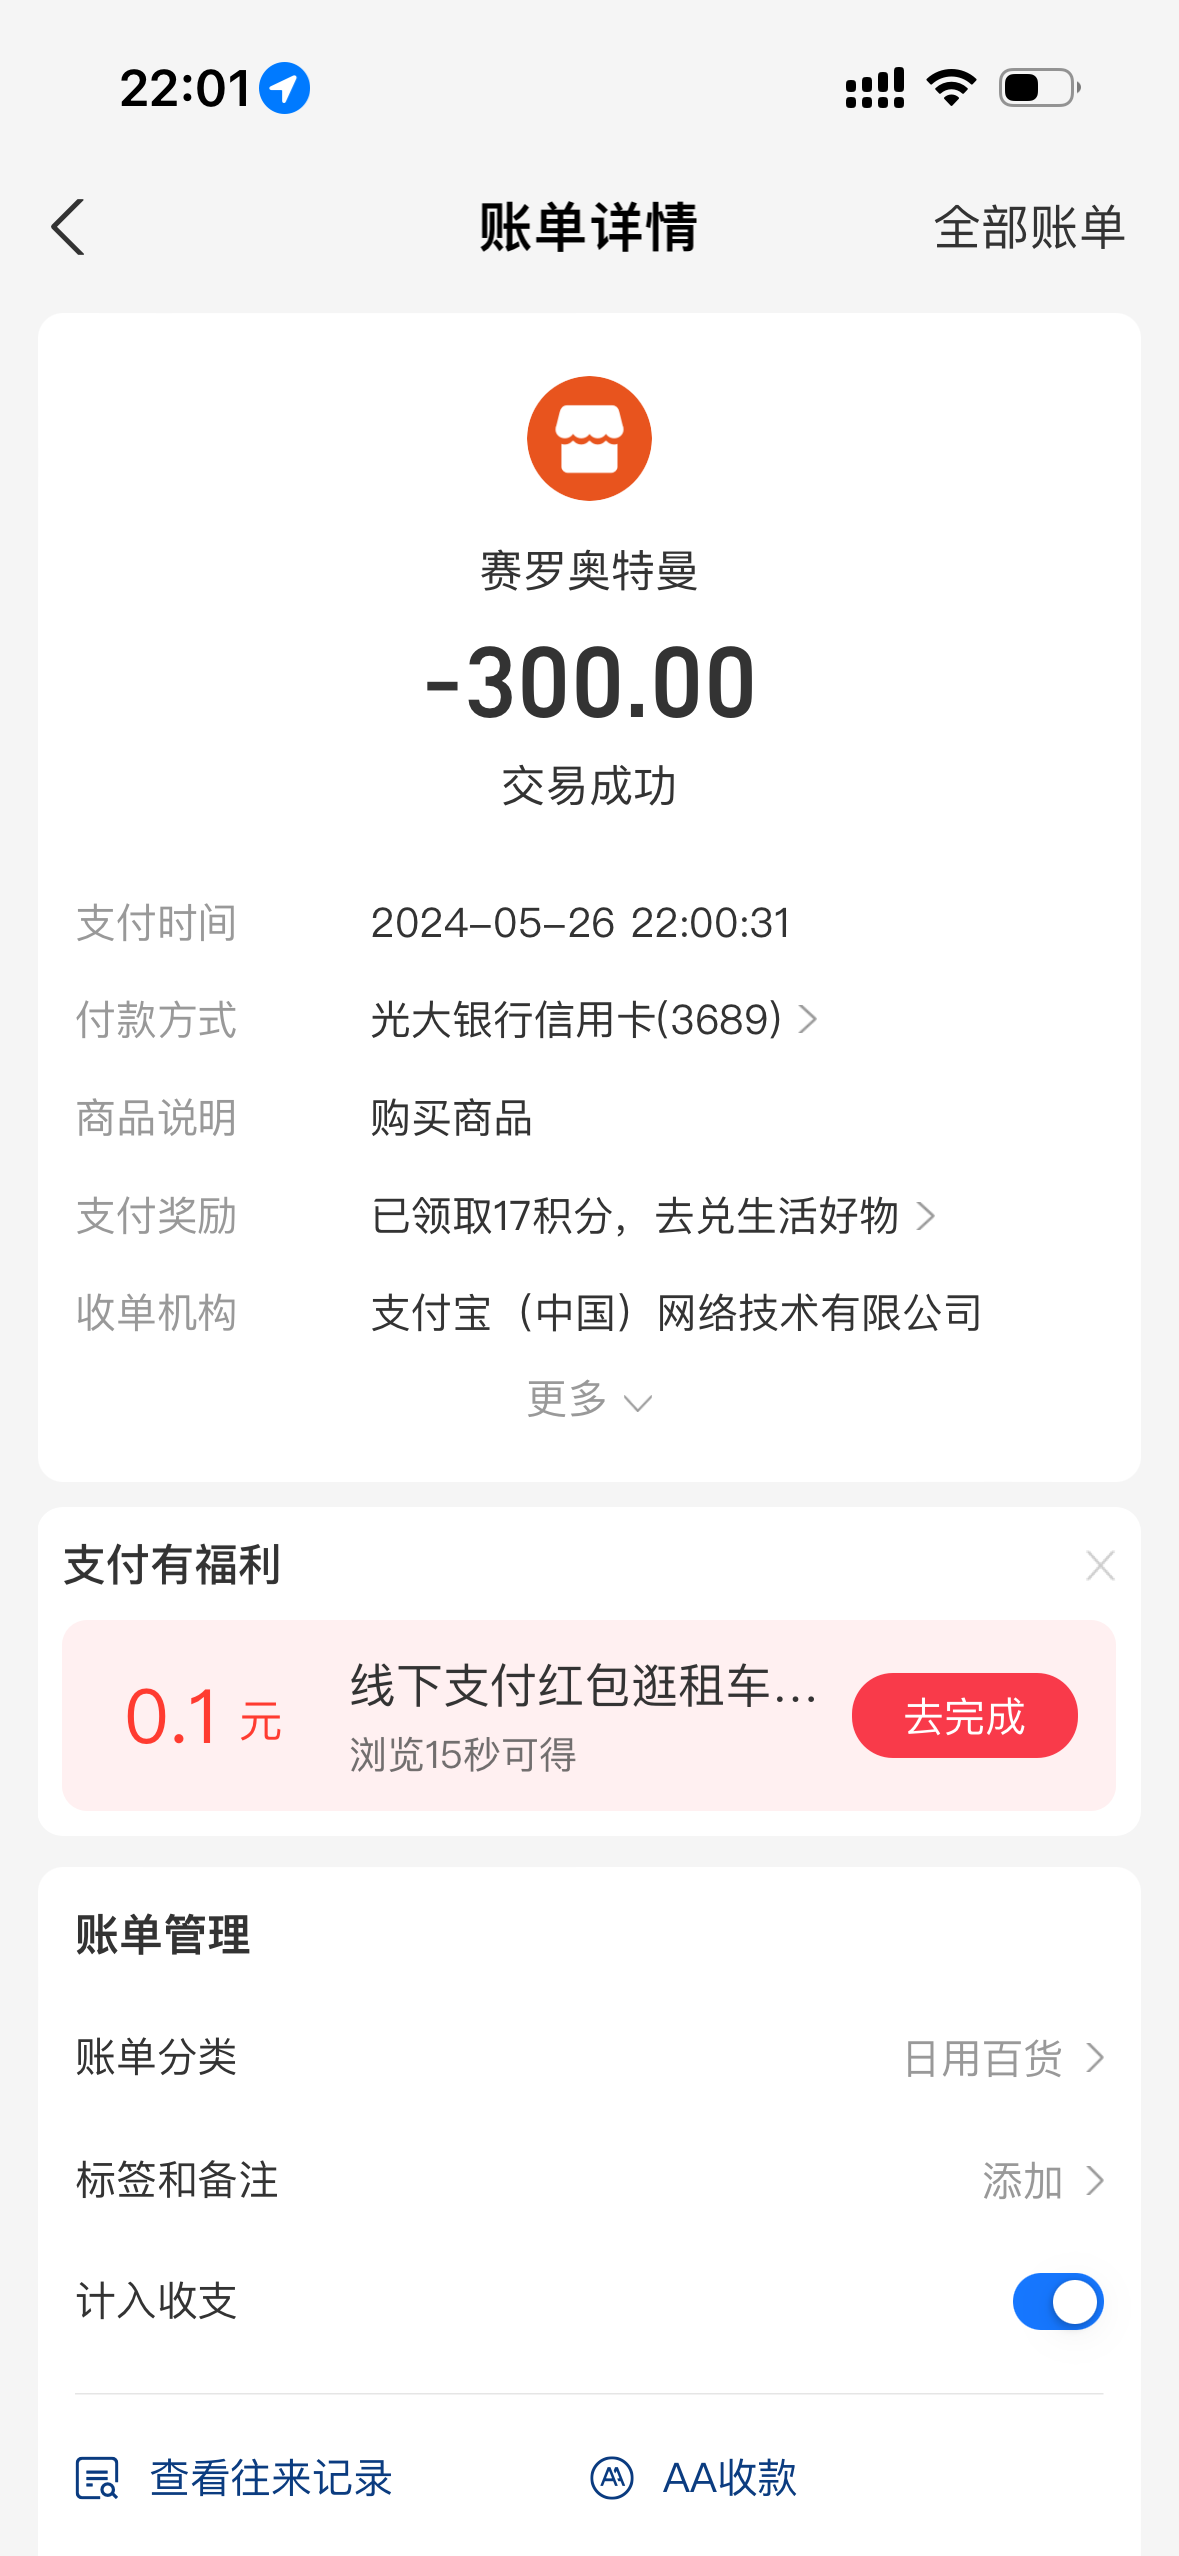 22:01
账单详情
全部账单
赛罗奥特曼
-300.00
交易成功
支付时间 2024-05-26 22:00:31
付款方式 光大银行信用卡(3689)
商品说明 购买商品
支付奖励 已领取17积分，去兑生活好物
收单机构 支付宝（中国）网络技术有限公司
更多
支付有福利
0.1 元
线下支付红包逛租车...
浏览15秒可得
去完成
账单管理
账单分类 日用百货
标签和备注 添加
计入收支
查看往来记录 AA收款